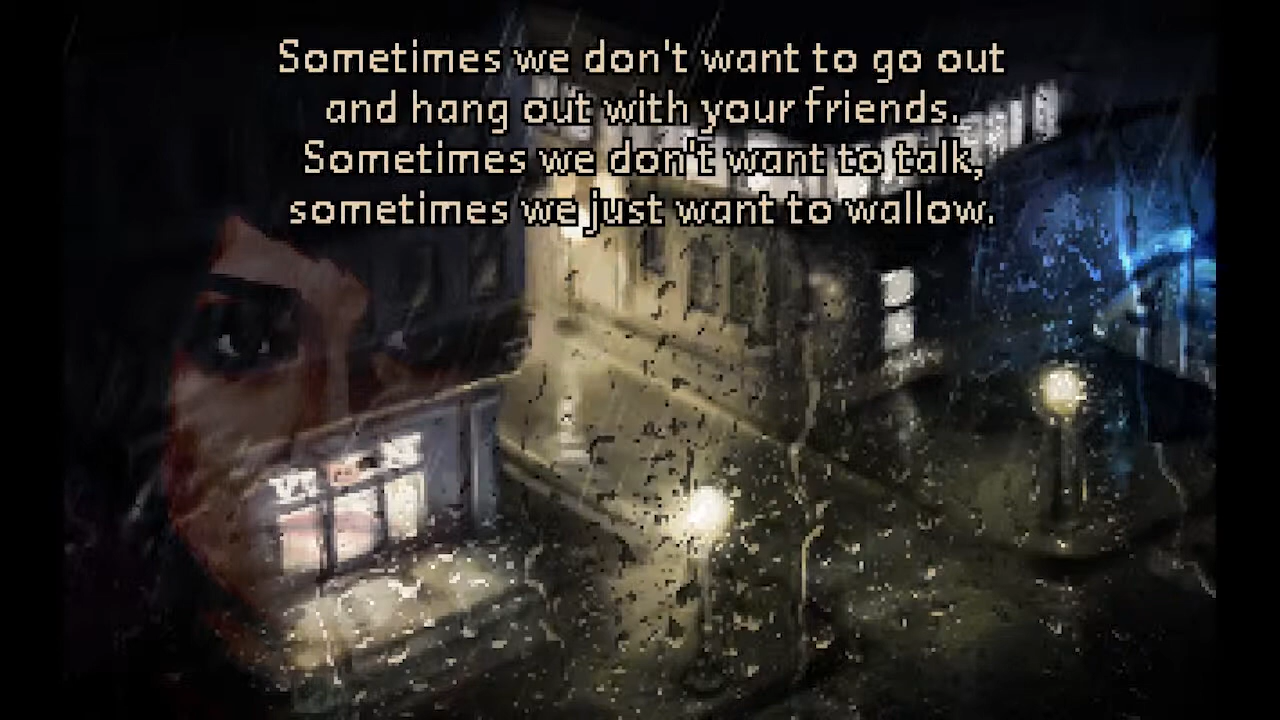 Sometimes we don't want to go out
and hang out with your friends.
Sometimes we don't want to talk,
sometimes we just want to wallow.